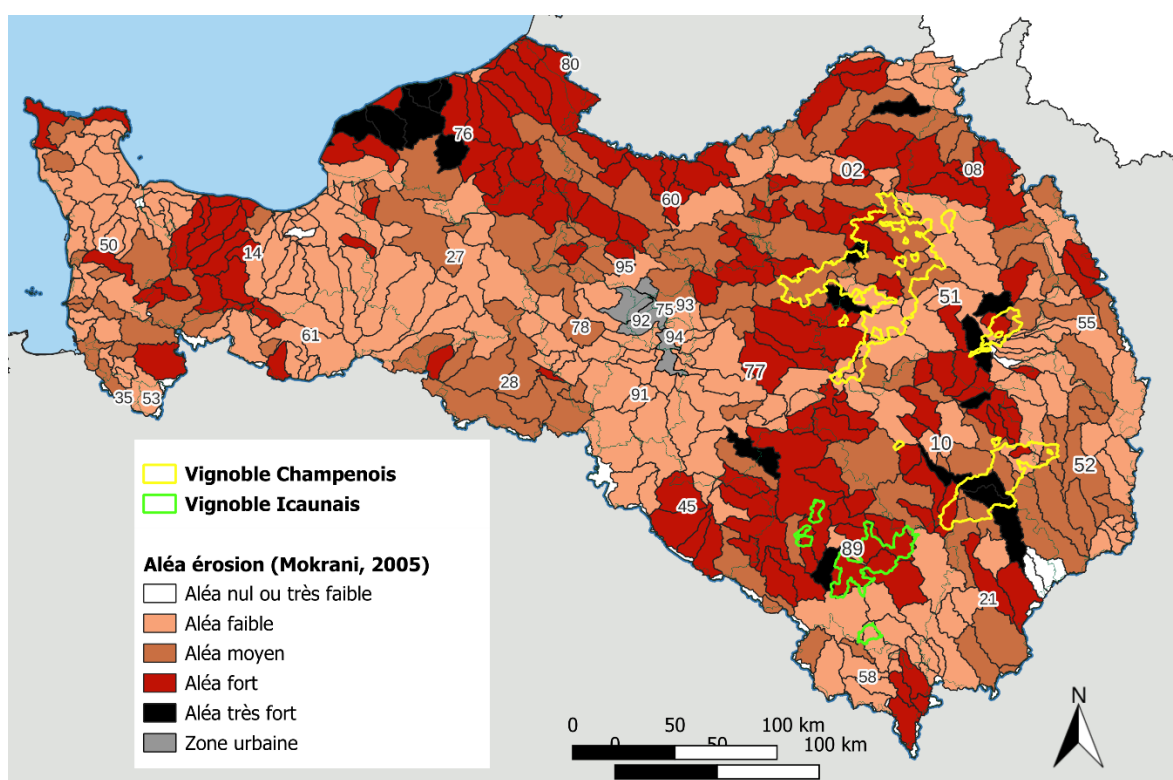 80
76
02
08
60
50
14
27
95
51
75
93
92
55
78
94
61
77
28
35
53
91
10
52
45
89
21
58
Vignoble Champenois
Vignoble Icaunais
Aléa érosion (Mokrani, 2005)
Aléa nul ou très faible
Aléa faible
Aléa moyen
Aléa fort
Aléa très fort
Zone urbaine
N
0 50 100 km
0 50 100 km